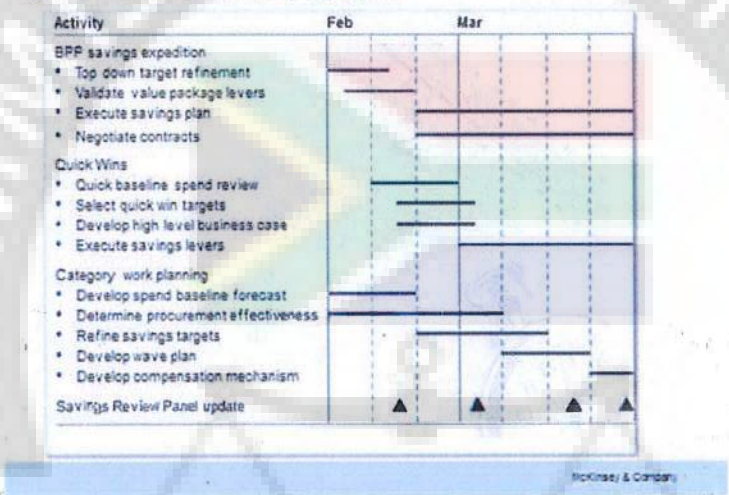 Activity Feb Mar
BPP savings expedition
• Top down target refinement
• Validate value package levers
• Execute savings plan
• Negotiate contracts
Quick Wins
• Quick baseline spend review
• Select quick win targets
• Develop high level business case
• Execute savings levers
Category work planning
• Develop spend baseline forecast
• Determine procurement effectiveness
• Refine savings targets
• Develop wave plan
• Develop compensation mechanism
Savings Review Panel update
McKinsey & Company